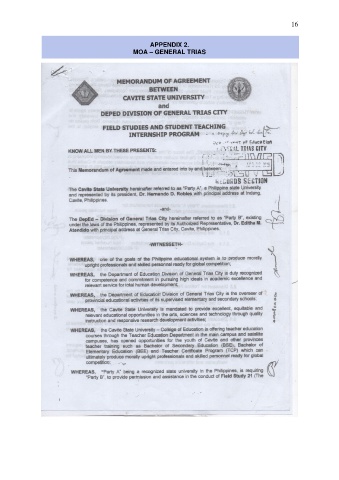 16
APPENDIX 2.
MOA – GENERAL TRIAS
MEMORANDUM OF AGREEMENT
BETWEEN
CAVITE STATE UNIVERSITY
and
DEPED DIVISION OF GENERAL TRIAS CITY
FIELD STUDIES AND STUDENT TEACHING
INTERNSHIP PROGRAM
KNOW ALL MEN BY THESE PRESENTS:
RECORDS SECTION
This Memorandum of Agreement made and entered into by and between:
The Cavite State University hereinafter referred to as "Party A", a Philippine state University
and represented by its president, Dr. Hernando D. Robles with principal address at Indang,
Cavite, Philippines.
-and-
The DepEd – Division of General Trias City hereinafter referred to as "Party B", existing
under the laws of the Philippines, represented by its Authorized Representative, Dr. Editha M.
Atendido with principal address at General Trias City, Cavite, Philippines.
-WITNESSETH-
WHEREAS, one of the goals of the Philippine educational system is to produce morally
upright professionals and skilled personnel ready for global competition;
WHEREAS, the Department of Education Division of General Trias City is duly recognized
for competence and commitment in pursuing high deals in academic excellence and
relevant service for total human development;
WHEREAS, the Department of Education Division of General Trias City is the overseer of
provincial educational activities of its supervised elementary and secondary schools;
WHEREAS, the Cavite State University is mandated to provide excellent, equitable and
relevant educational opportunities in the arts, sciences and technology through quality
instruction and responsive research development activities;
WHEREAS, the Cavite State University – College of Education is offering teacher education
courses through the Teacher Education Department in the main campus and satellite
campuses, has opened opportunities for the youth of Cavite and other provinces
teacher training such as Bachelor of Secondary Education (BSE), Bachelor of
Elementary Education (BEE) and Teacher Certificate Program (TCP) which can
ultimately produce morally upright professionals and skilled personnel ready for global
competition;
WHEREAS, "Party A" being a recognized state university in the Philippines, is requiring
"Party B", to provide permission and assistance in the conduct of Field Study 21 (The